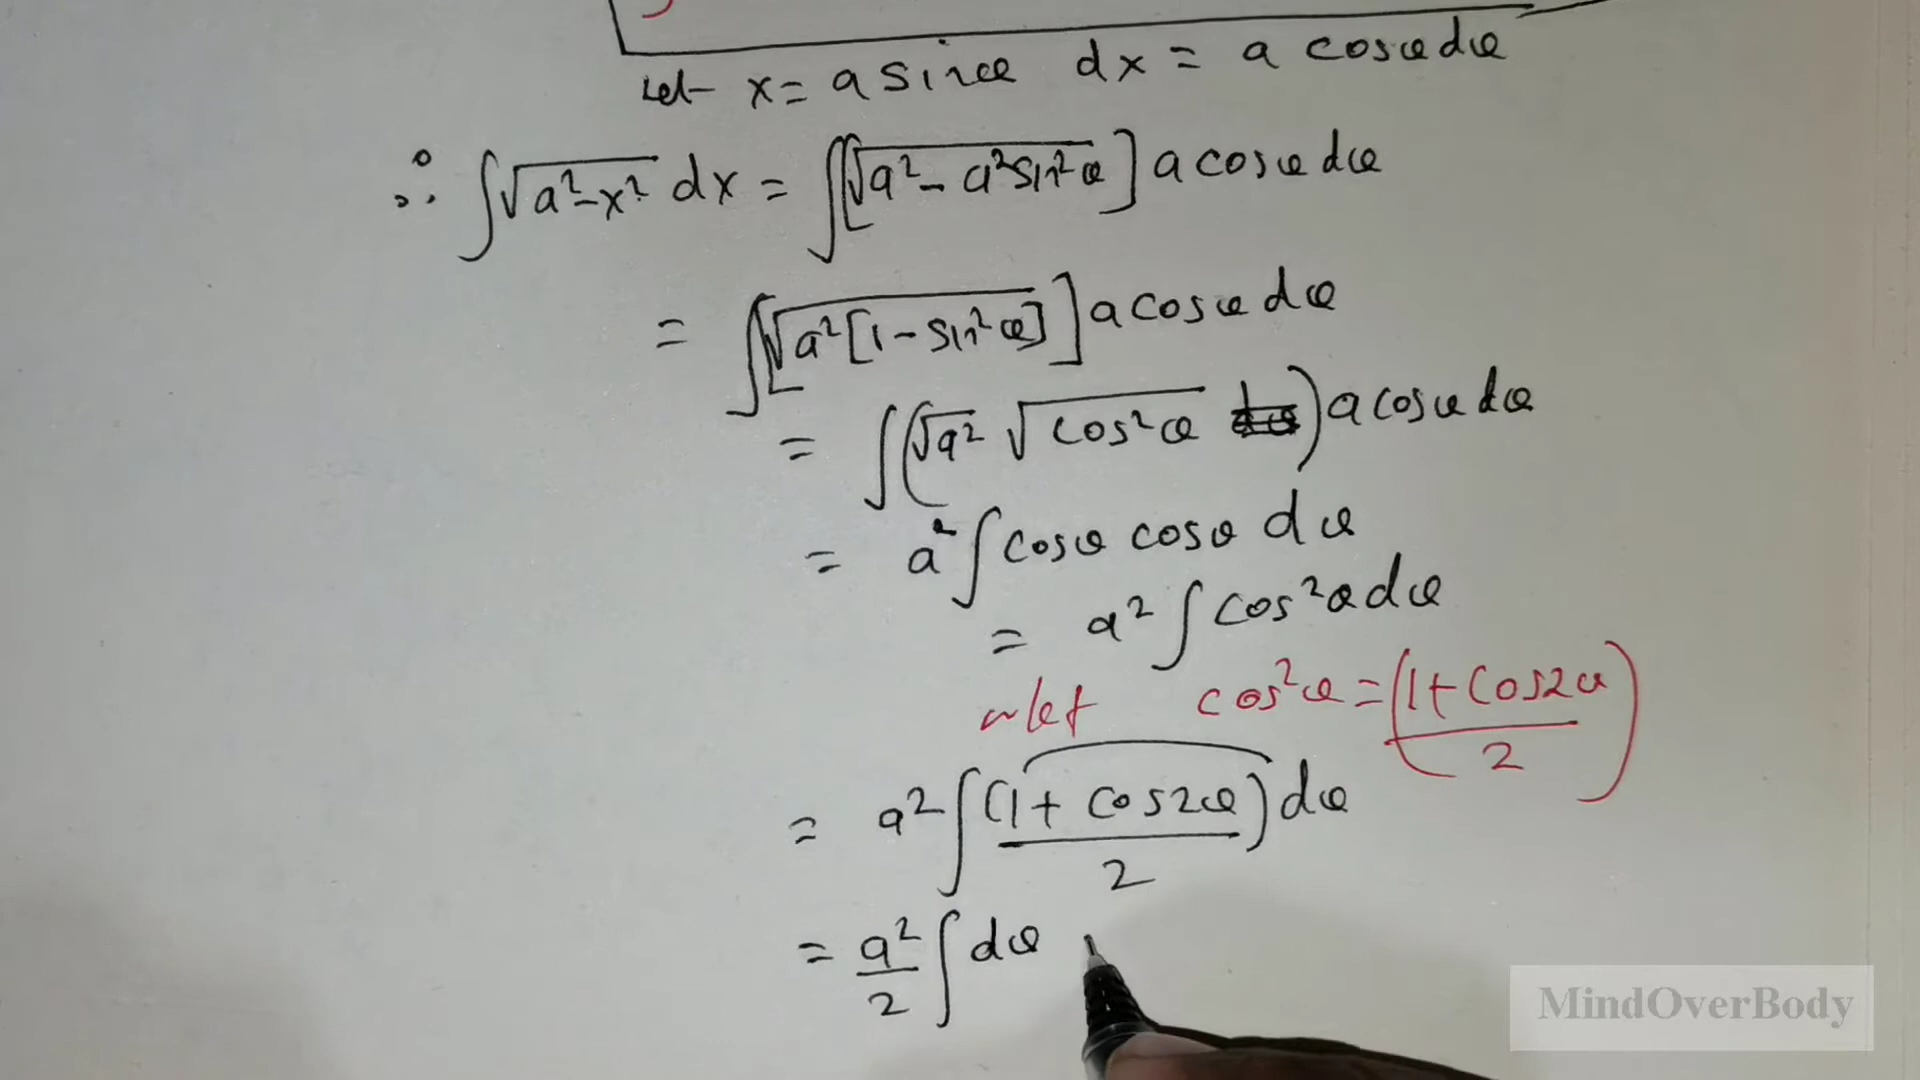 Let x = a sinθ dx = a cosθ dθ
∴ ∫√(a²-x²) dx = ∫[√(a² - a² sin²θ)] a cosθ dθ
= ∫[√(a²[1 - sin²θ])] a cosθ dθ
= ∫(√a² √cos²θ) a cosθ dθ
= a² ∫ cosθ cosθ dθ
= a² ∫ cos²θ dθ
let cos²θ = (1 + cos2θ / 2)
= a² ∫ (1 + cos2θ)/2 dθ
= a²/2 ∫ dθ
MindOverBody